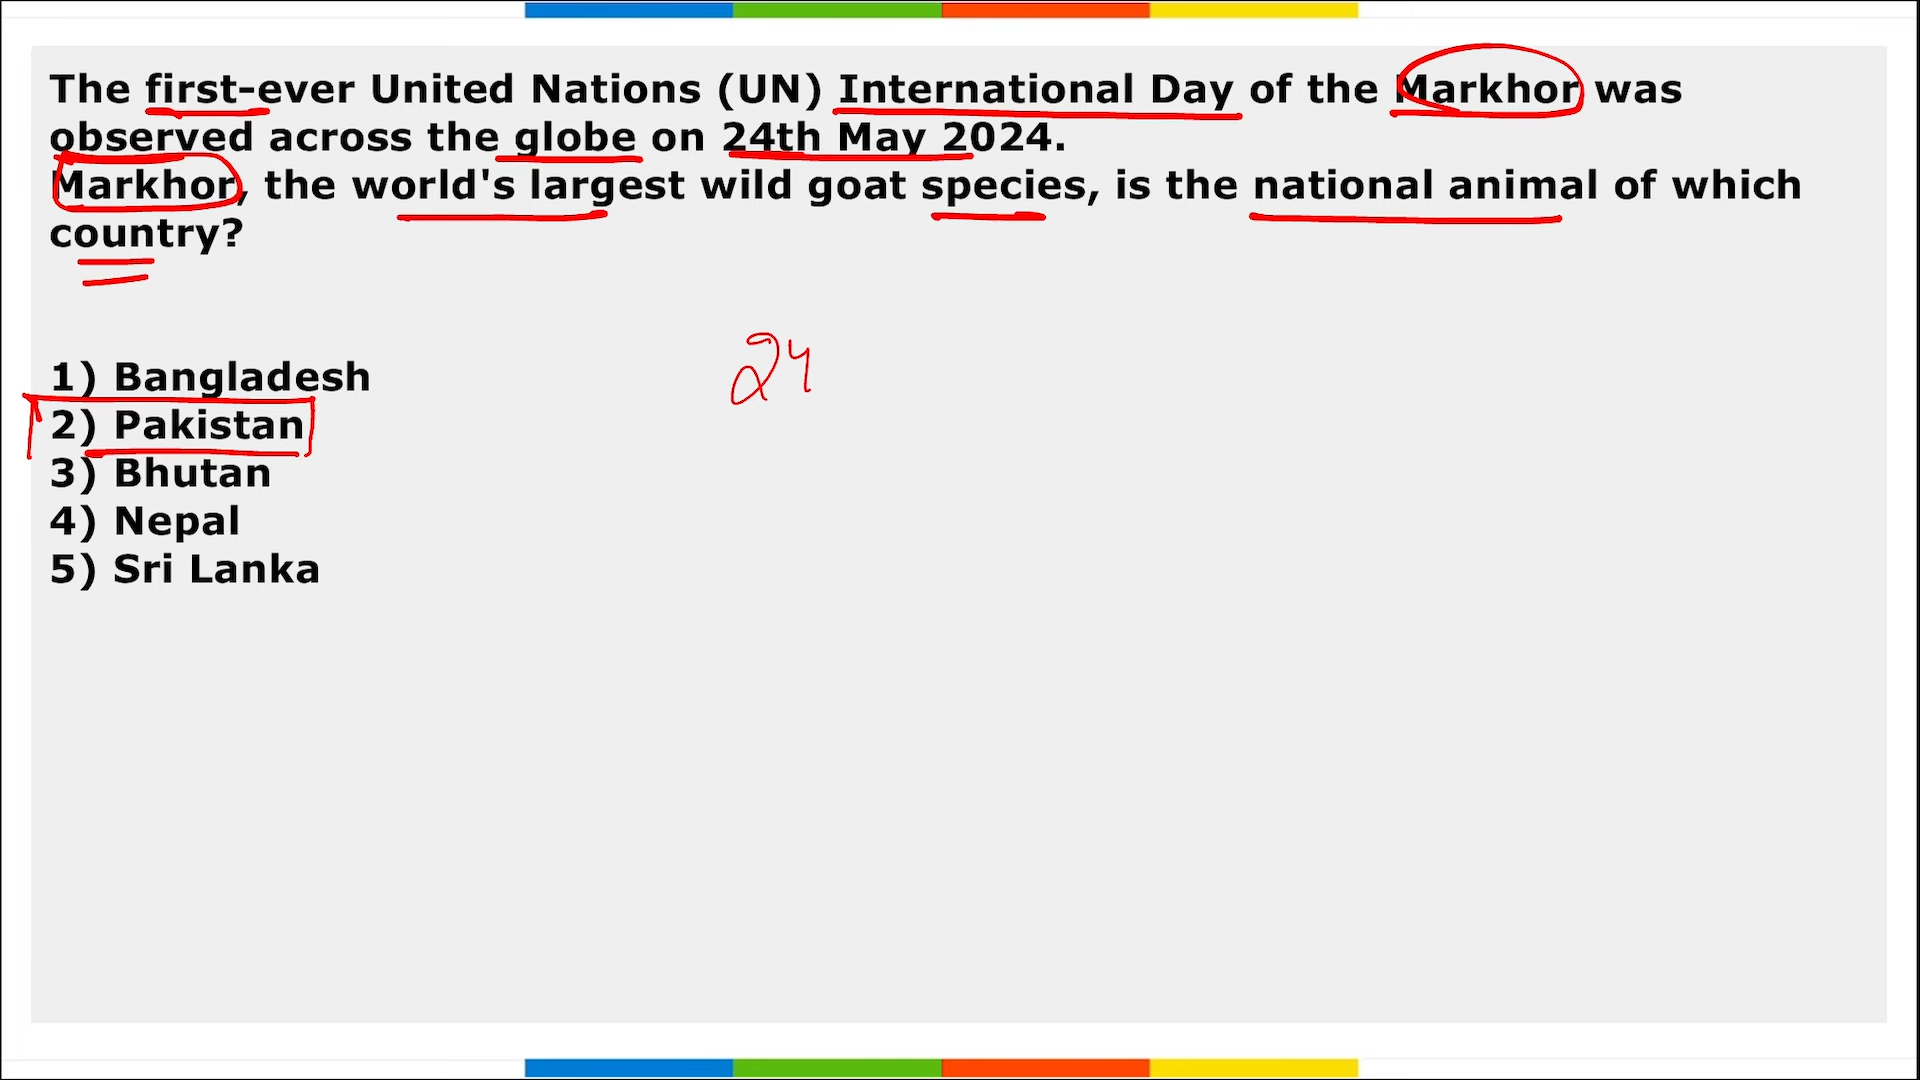 The first-ever United Nations (UN) International Day of the Markhor was
observed across the globe on 24th May 2024.
Markhor, the world's largest wild goat species, is the national animal of which
country?
24
1) Bangladesh
2) Pakistan
3) Bhutan
4) Nepal
5) Sri Lanka